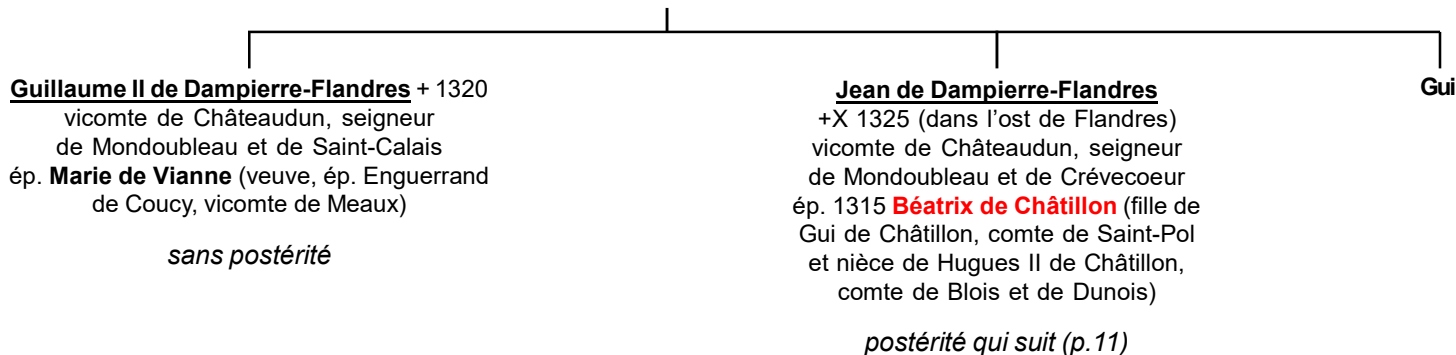 Guillaume II de Dampierre-Flandres + 1320
vicomte de Châteaudun, seigneur
de Mondoubleau et de Saint-Calais
ép. Marie de Vianne (veuve, ép. Enguerrand
de Coucy, vicomte de Meaux)
sans postérité
Jean de Dampierre-Flandres
+X 1325 (dans l'ost de Flandres)
vicomte de Châteaudun, seigneur
de Mondoubleau et de Crévecoeur
ép. 1315 Béatrix de Châtillon (fille de
Gui de Châtillon, comte de Saint-Pol
et nièce de Hugues II de Châtillon,
comte de Blois et de Dunois)
postérité qui suit (p.11)
Gui